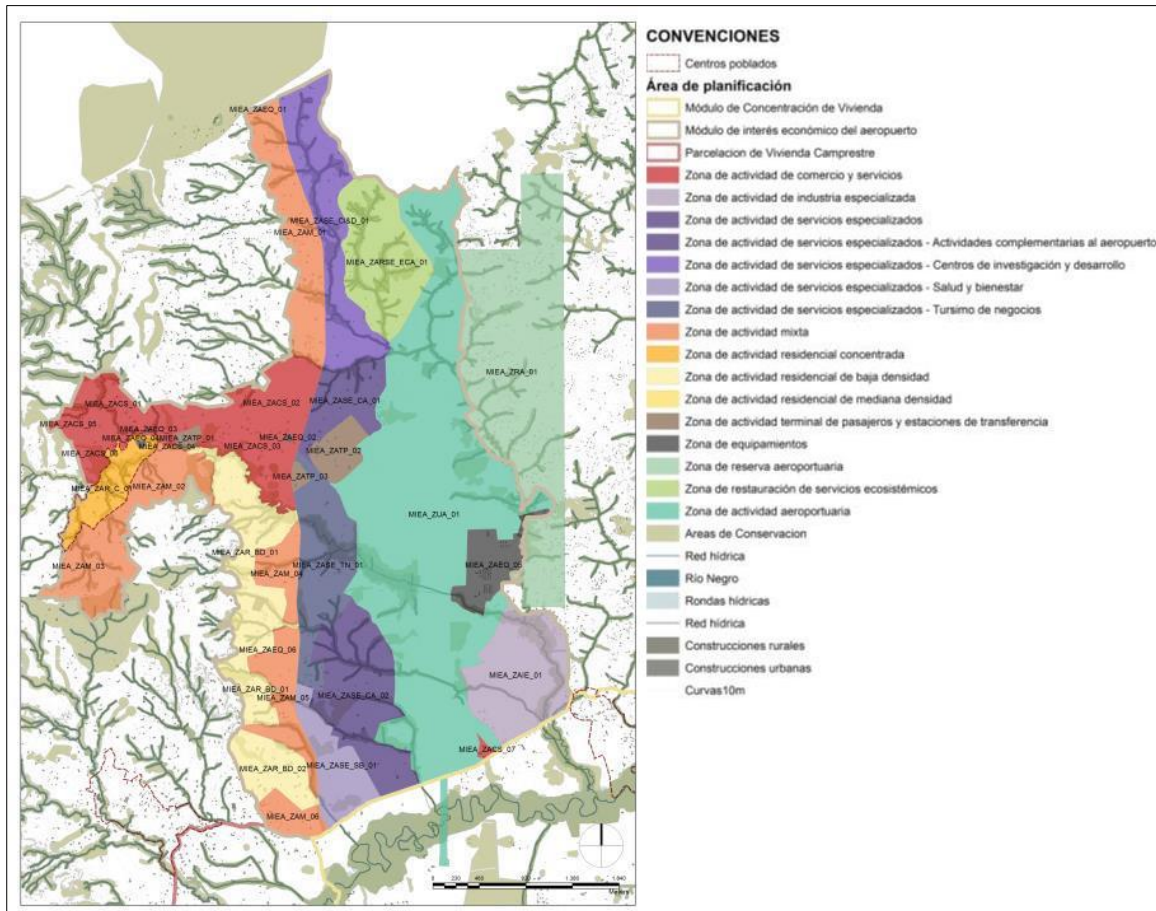 CONVENCIONES
Centros poblados
Área de planificación
Módulo de Concentración de Vivienda
Módulo de interés económico del aeropuerto
Parcelacion de Vivienda Camprestre
Zona de actividad de comercio y servicios
Zona de actividad de industria especializada
Zona de actividad de servicios especializados
Zona de actividad de servicios especializados - Actividades complementarias al aeropuerto
Zona de actividad de servicios especializados - Centros de investigación y desarrollo
Zona de actividad de servicios especializados - Salud y bienestar
Zona de actividad de servicios especializados - Tursimo de negocios
Zona de actividad mixta
Zona de actividad residencial concentrada
Zona de actividad residencial de baja densidad
Zona de actividad residencial de mediana densidad
Zona de actividad terminal de pasajeros y estaciones de transferencia
Zona de equipamientos
Zona de reserva aeroportuaria
Zona de restauración de servicios ecosistémicos
Zona de actividad aeroportuaria
Areas de Conservacion
Red hídrica
Río Negro
Rondas hídricas
Red hídrica
Construcciones rurales
Construcciones urbanas
Curvas10m
MIEA_ZAEQ_01
MIEA_ZASE_CI&D_01
MIEA_ZAM_01
MIEA_ZARSE_ECA_01
MIEA_ZRA_01
MIEA_ZACS_01
MIEA_ZACS_02
MIEA_ZASE_CA_01
MIEA_ZACS_05
MIEA_ZAEQ_03
MIEA_ZATP_01
MIEA_ZAEQ_02
MIEA_ZACS_04
MIEA_ZACS_03
MIEA_ZATP_02
MIEA_ZATP_03
MIEA_ZAR_C_01
MIEA_ZAM_02
MIEA_ZUA_01
MIEA_ZAR_BD_01
MIEA_ZASE_TN_01
MIEA_ZAM_03
MIEA_ZAM_04
MIEA_ZAEQ_06
MIEA_ZAIE_01
MIEA_ZAR_BD_01
MIEA_ZAM_05
MIEA_ZASE_CA_02
MIEA_ZACS_07
MIEA_ZAR_BD_02
MIEA_ZASE_SB_01
MIEA_ZAM_06